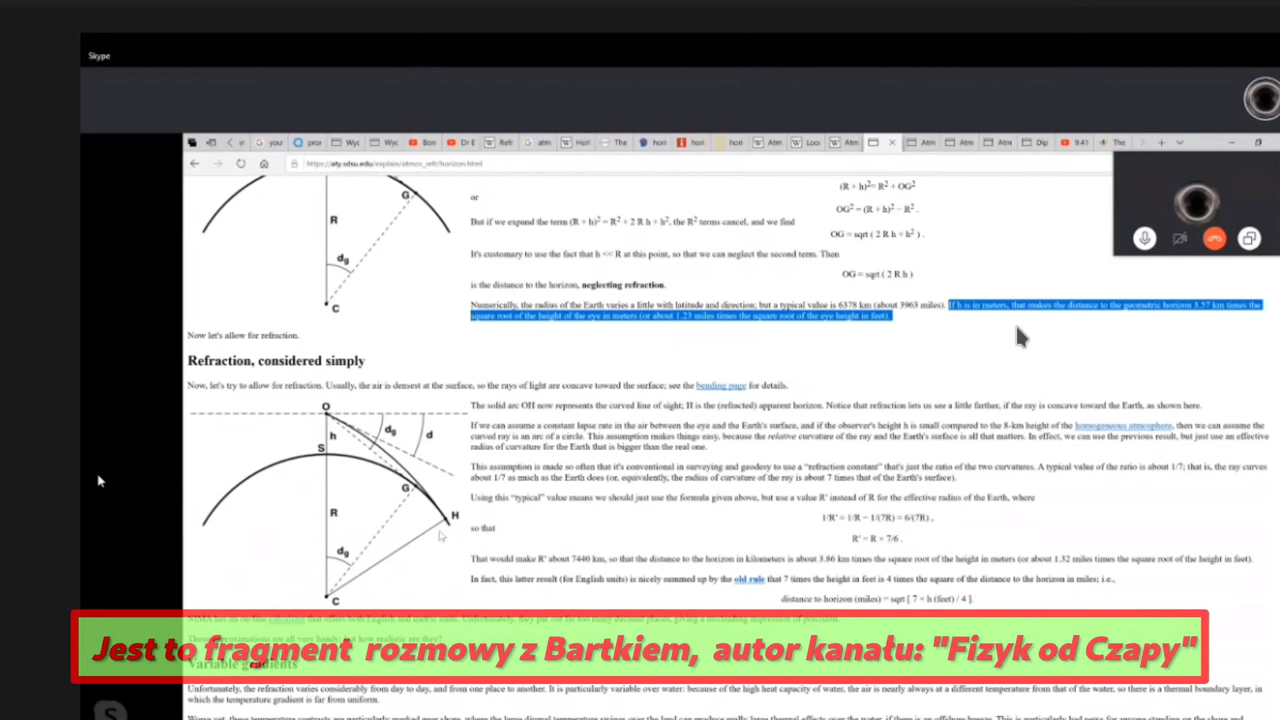 Skype
https://aty.sdsu.edu/explain/atmos_refr/horizon.html
G
R
dg
C
or
(R + h)² = R² + OG²
OG² = (R + h)² − R² .
But if we expand the term (R + h)² = R² + 2 R h + h², the R² terms cancel, and we find
OG = sqrt ( 2 R h + h² ) .
It's customary to use the fact that h << R at this point, so that we can neglect the second term. Then
OG = sqrt ( 2 R h )
is the distance to the horizon, neglecting refraction.
Numerically, the radius of the Earth varies a little with latitude and direction; but a typical value is 6378 km (about 3963 miles). If h is in meters, that makes the distance to the geometric horizon 3.57 km times the
square root of the height of the eye in meters (or about 1.23 miles times the square root of the eye height in feet).
Now let's allow for refraction.
Refraction, considered simply
Now, let's try to allow for refraction. Usually, the air is densest at the surface, so the rays of light are concave toward the surface; see the bending page for details.
O
h
dg
d
S
G
H
R
dg
C
The solid arc OH now represents the curved line of sight; H is the (refracted) apparent horizon. Notice that refraction lets us see a little farther, if the ray is concave toward the Earth, as shown here.
If we can assume a constant lapse rate in the air between the eye and the Earth's surface, and if the observer's height h is small compared to the 8-km height of the homogeneous atmosphere, then we can assume the
curved ray is an arc of a circle. This assumption makes things easy, because the relative curvature of the ray and the Earth's surface is all that matters. In effect, we can use the previous result, but just use an effective
radius of curvature for the Earth that is bigger than the real one.
This assumption is made so often that it's conventional in surveying and geodesy to use a "refraction constant" that's just the ratio of the two curvatures. A typical value of the ratio is about 1/7; that is, the ray curves
about 1/7 as much as the Earth does (or, equivalently, the radius of curvature of the ray is about 7 times that of the Earth's surface).
Using this "typical" value means we should just use the formula given above, but use a value R' instead of R for the effective radius of the Earth, where
1/R' = 1/R − 1/(7R) = 6/(7R) ,
so that
R' = R × 7/6 .
That would make R' about 7440 km, so that the distance to the horizon in kilometers is about 3.86 km times the square root of the height in meters (or about 1.32 miles times the square root of the height in feet).
In fact, this latter result (for English units) is nicely summed up by the old rule that 7 times the height in feet is 4 times the square of the distance to the horizon in miles; i.e.,
distance to horizon (miles) = sqrt [ 7 × h (feet) / 4 ].
Jest to fragment rozmowy z Bartkiem, autor kanału: "Fizyk od Czapy"
Variable gradients
Unfortunately, the refraction varies considerably from day to day, and from one place to another. It is particularly variable over water: because of the high heat capacity of water, the air is nearly always at a different temperature from that of the water, so there is a thermal boundary layer, in
which the temperature gradient is far from uniform.